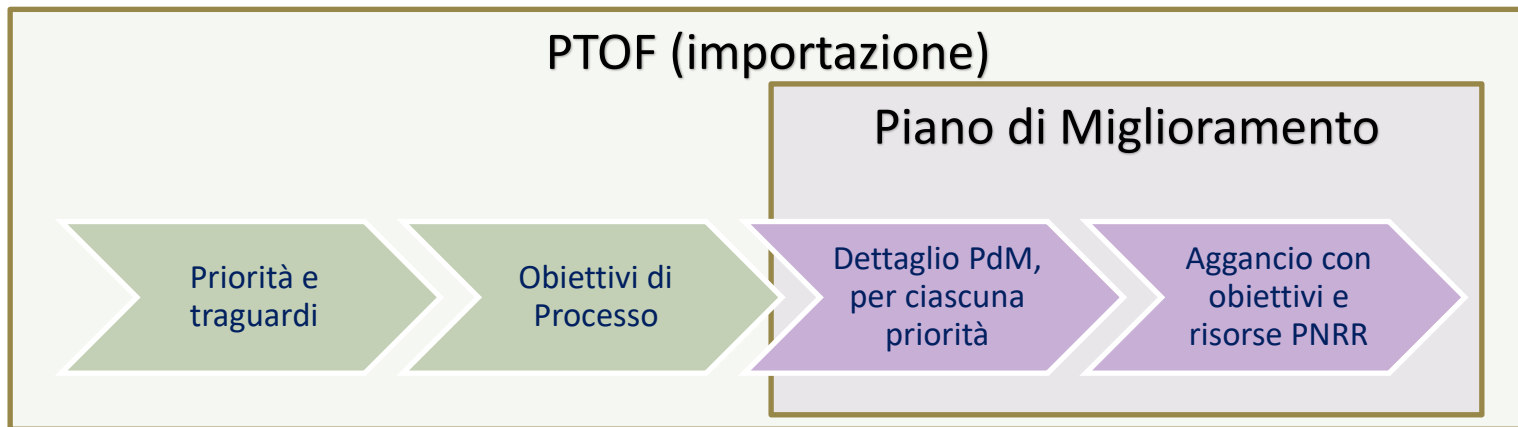 PTOF (importazione)
Piano di Miglioramento
Priorità e
traguardi
Obiettivi di
Processo
Dettaglio PdM,
per ciascuna
priorità
Aggancio con
obiettivi e
risorse PNRR